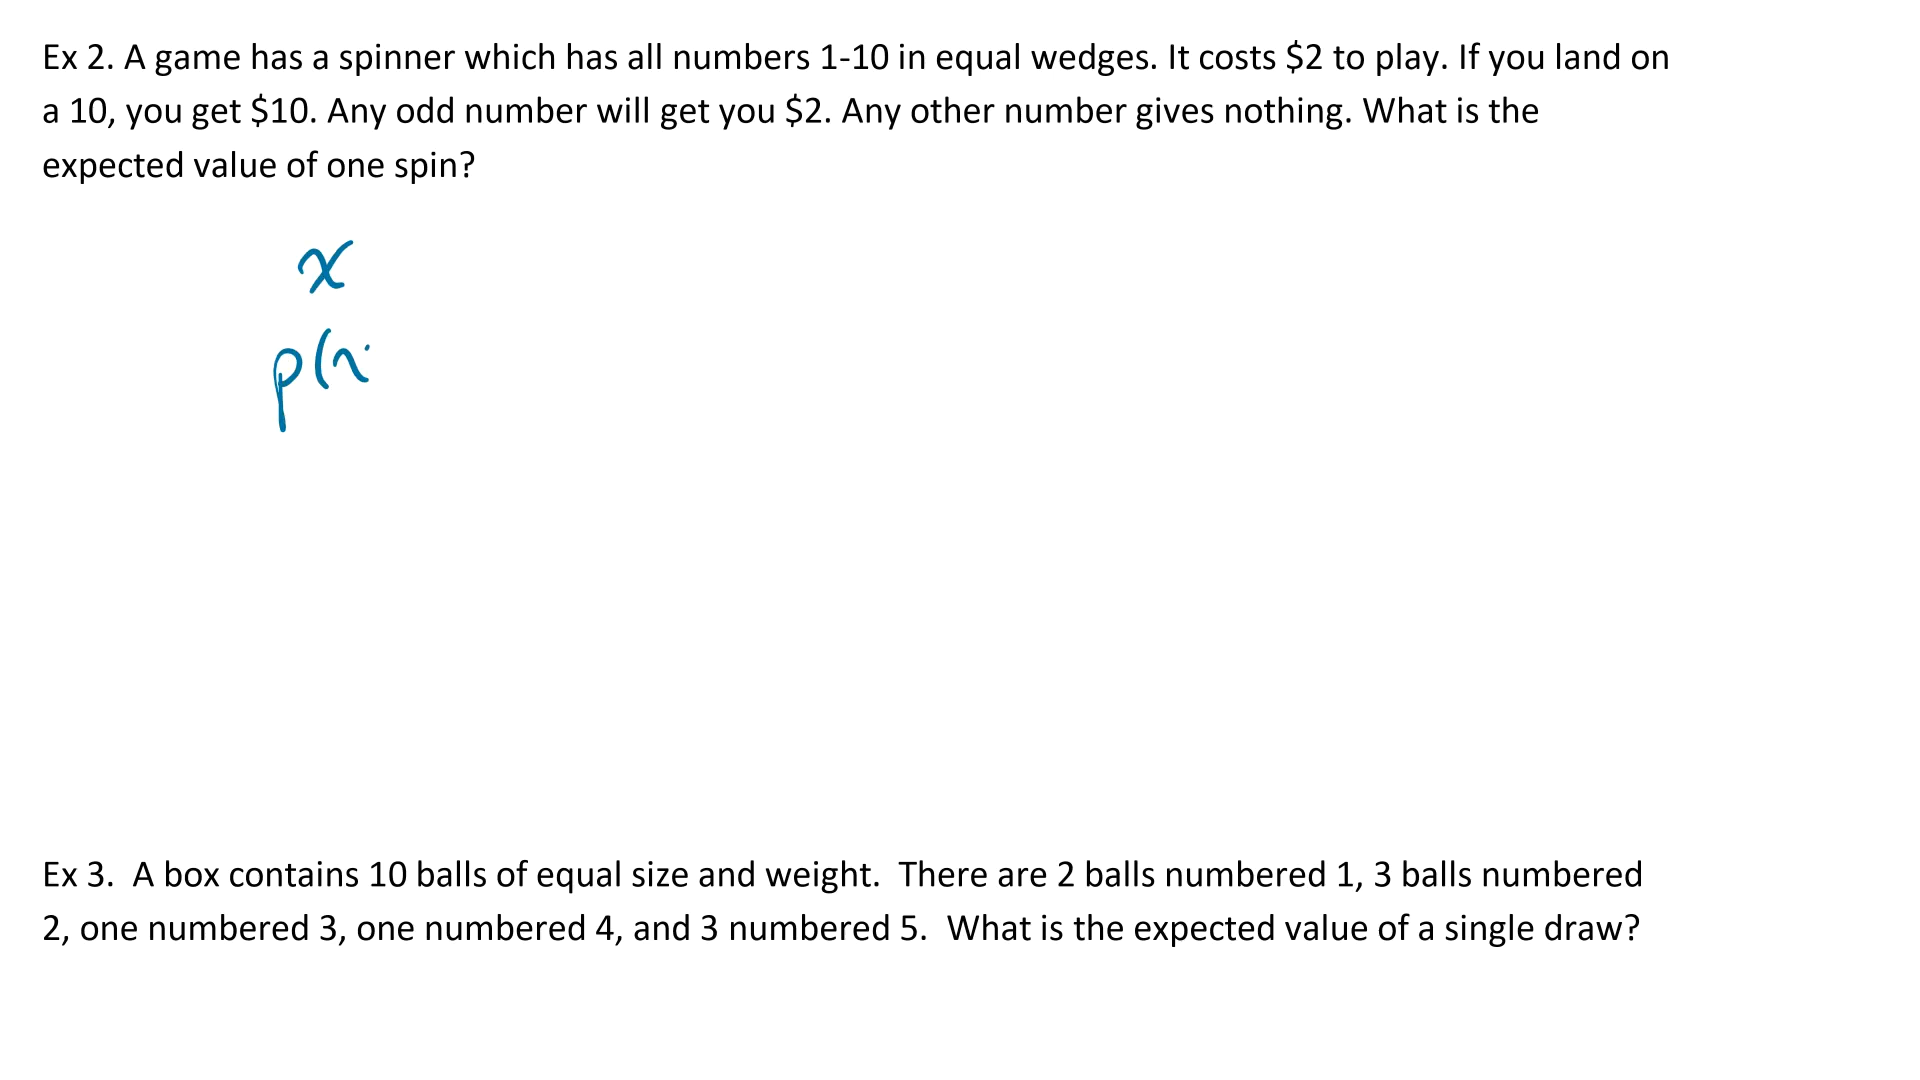 Ex 2. A game has a spinner which has all numbers 1-10 in equal wedges. It costs $2 to play. If you land on
a 10, you get $10. Any odd number will get you $2. Any other number gives nothing. What is the
expected value of one spin?
x
p(x
Ex 3.  A box contains 10 balls of equal size and weight.  There are 2 balls numbered 1, 3 balls numbered
2, one numbered 3, one numbered 4, and 3 numbered 5.  What is the expected value of a single draw?